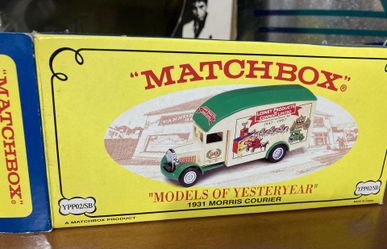 "MATCHBOX"®
"MATCHBOX"
"MODELS OF YESTERYEAR"
1931 MORRIS COURIER
YPP02/SB
YPP02/SB
A MATCHBOX PRODUCT